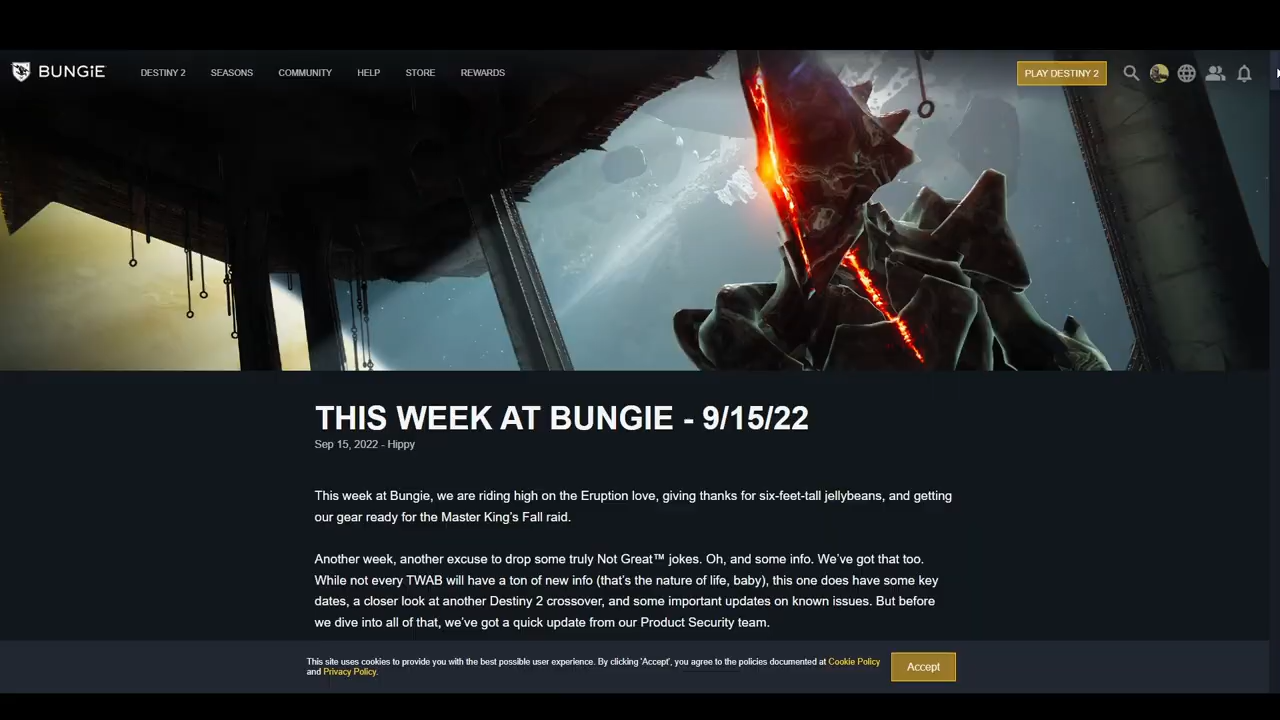 BUNGiE
DESTINY 2
SEASONS
COMMUNITY
HELP
STORE
REWARDS
PLAY DESTINY 2
THIS WEEK AT BUNGIE - 9/15/22
Sep 15, 2022 - Hippy
This week at Bungie, we are riding high on the Eruption love, giving thanks for six-feet-tall jellybeans, and getting
our gear ready for the Master King's Fall raid.
Another week, another excuse to drop some truly Not Great™ jokes. Oh, and some info. We've got that too.
While not every TWAB will have a ton of new info (that's the nature of life, baby), this one does have some key
dates, a closer look at another Destiny 2 crossover, and some important updates on known issues. But before
we dive into all of that, we've got a quick update from our Product Security team.
This site uses cookies to provide you with the best possible user experience. By clicking 'Accept', you agree to the policies documented at Cookie Policy
and Privacy Policy.
Accept